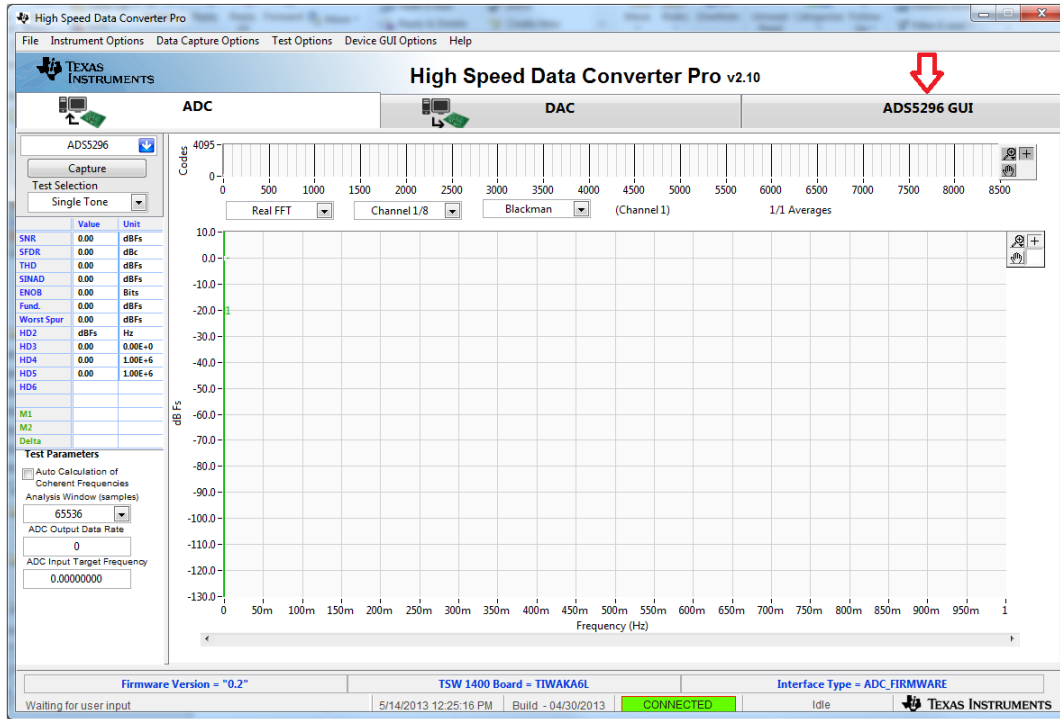 High Speed Data Converter Pro
File Instrument Options Data Capture Options Test Options Device GUI Options Help
TEXAS INSTRUMENTS
High Speed Data Converter Pro v2.10
ADC DAC ADS5296 GUI
ADS5296
Capture
Test Selection
Single Tone
Value Unit
SNR 0.00 dBFs
SFDR 0.00 dBc
THD 0.00 dBFs
SINAD 0.00 dBFs
ENOB 0.00 Bits
Fund. 0.00 dBFs
Worst Spur 0.00 dBFs
HD2 dBFs Hz
HD3 0.00 0.00E+0
HD4 0.00 1.00E+6
HD5 0.00 1.00E+6
HD6
M1
M2
Delta
Test Parameters
Auto Calculation of
Coherent Frequencies
Analysis Window (samples)
65536
ADC Output Data Rate
0
ADC Input Target Frequency
0.00000000
Codes
4095
0
0 500 1000 1500 2000 2500 3000 3500 4000 4500 5000 5500 6000 6500 7000 7500 8000 8500
Real FFT Channel 1/8 Blackman (Channel 1) 1/1 Averages
dB Fs
10.0
0.0
-10.0
-20.0
1
-30.0
-40.0
-50.0
-60.0
-70.0
-80.0
-90.0
-100.0
-110.0
-120.0
-130.0
0 50m 100m 150m 200m 250m 300m 350m 400m 450m 500m 550m 600m 650m 700m 750m 800m 850m 900m 950m 1
Frequency (Hz)
Firmware Version = "0.2" TSW 1400 Board = TIWAKA6L Interface Type = ADC_FIRMWARE
Waiting for user input 5/14/2013 12:25:16 PM Build - 04/30/2013 CONNECTED Idle TEXAS INSTRUMENTS